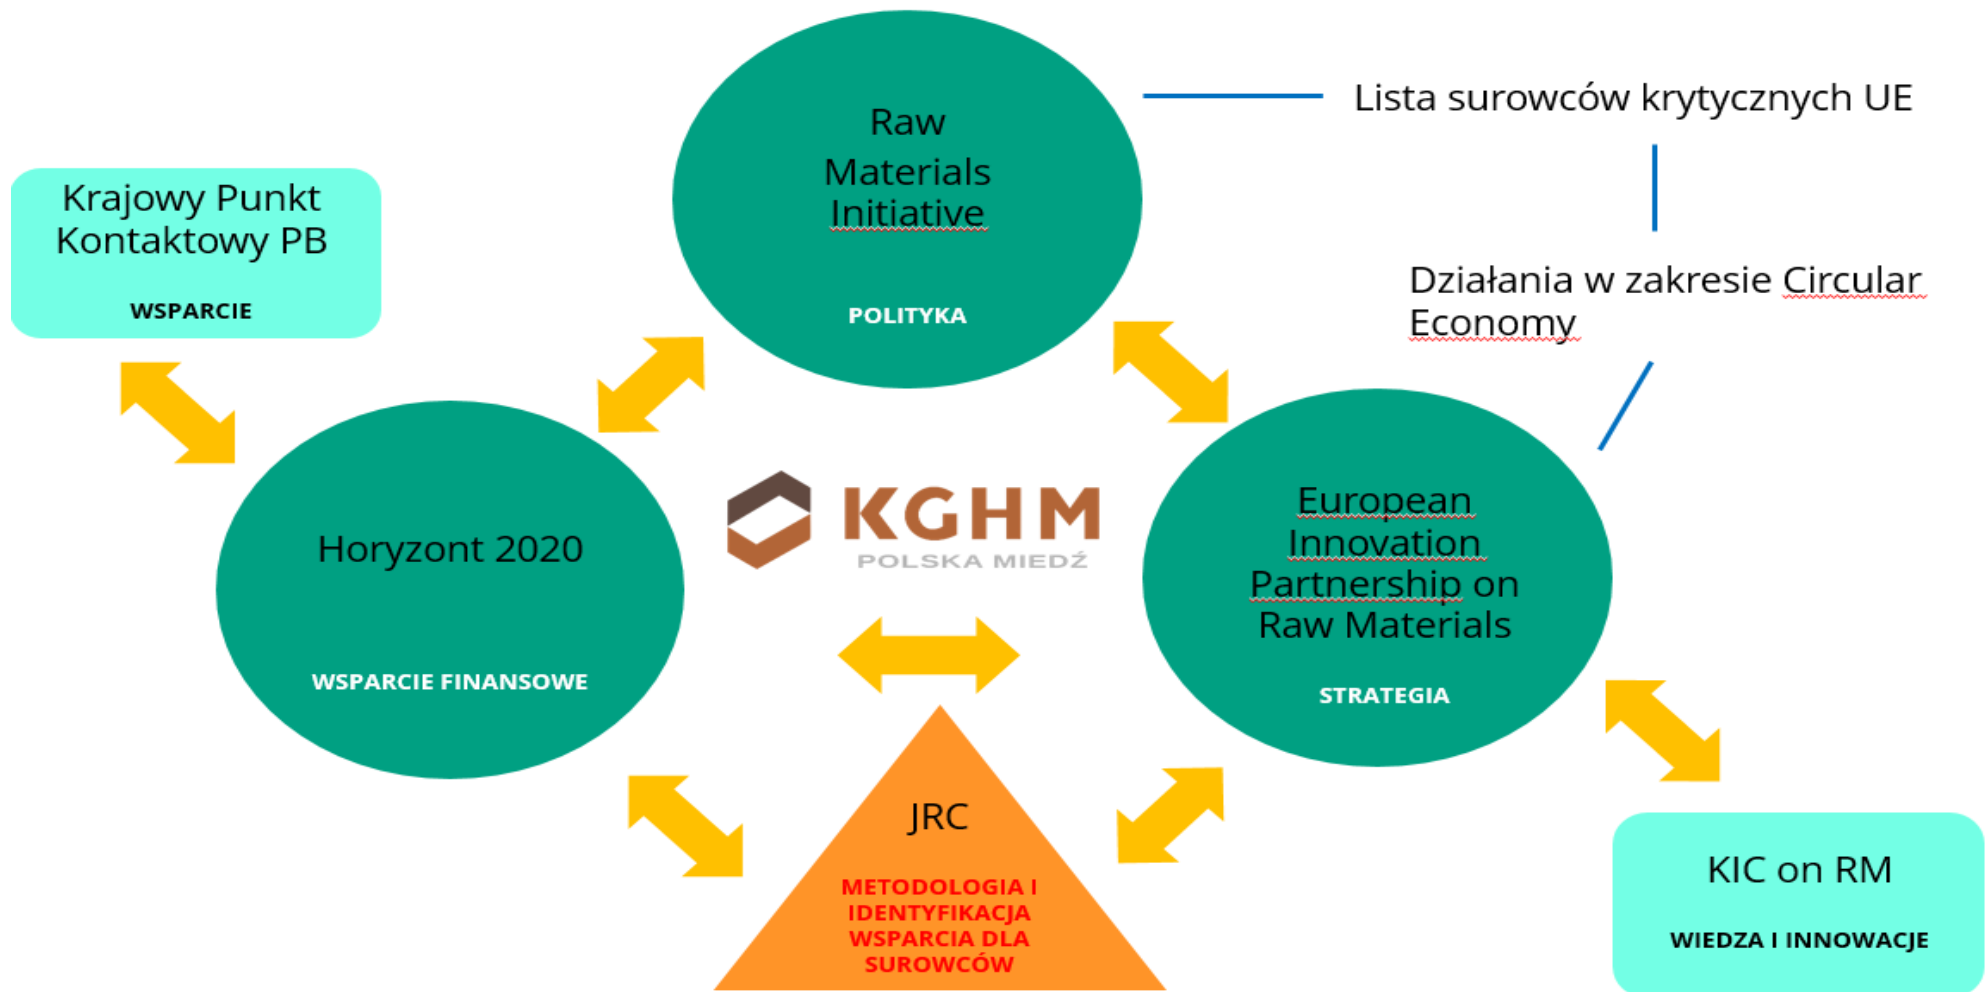 Raw
Materials
Initiative
POLITYKA
Lista surowców krytycznych UE
Działania w zakresie Circular
Economy
Krajowy Punkt
Kontaktowy PB
WSPARCIE
Horyzont 2020
WSPARCIE FINANSOWE
KGHM
POLSKA MIEDŹ
European
Innovation
Partnership on
Raw Materials
STRATEGIA
JRC
METODOLOGIA I
IDENTYFIKACJA
WSPARCIA DLA
SUROWCÓW
KIC on RM
WIEDZA I INNOWACJE